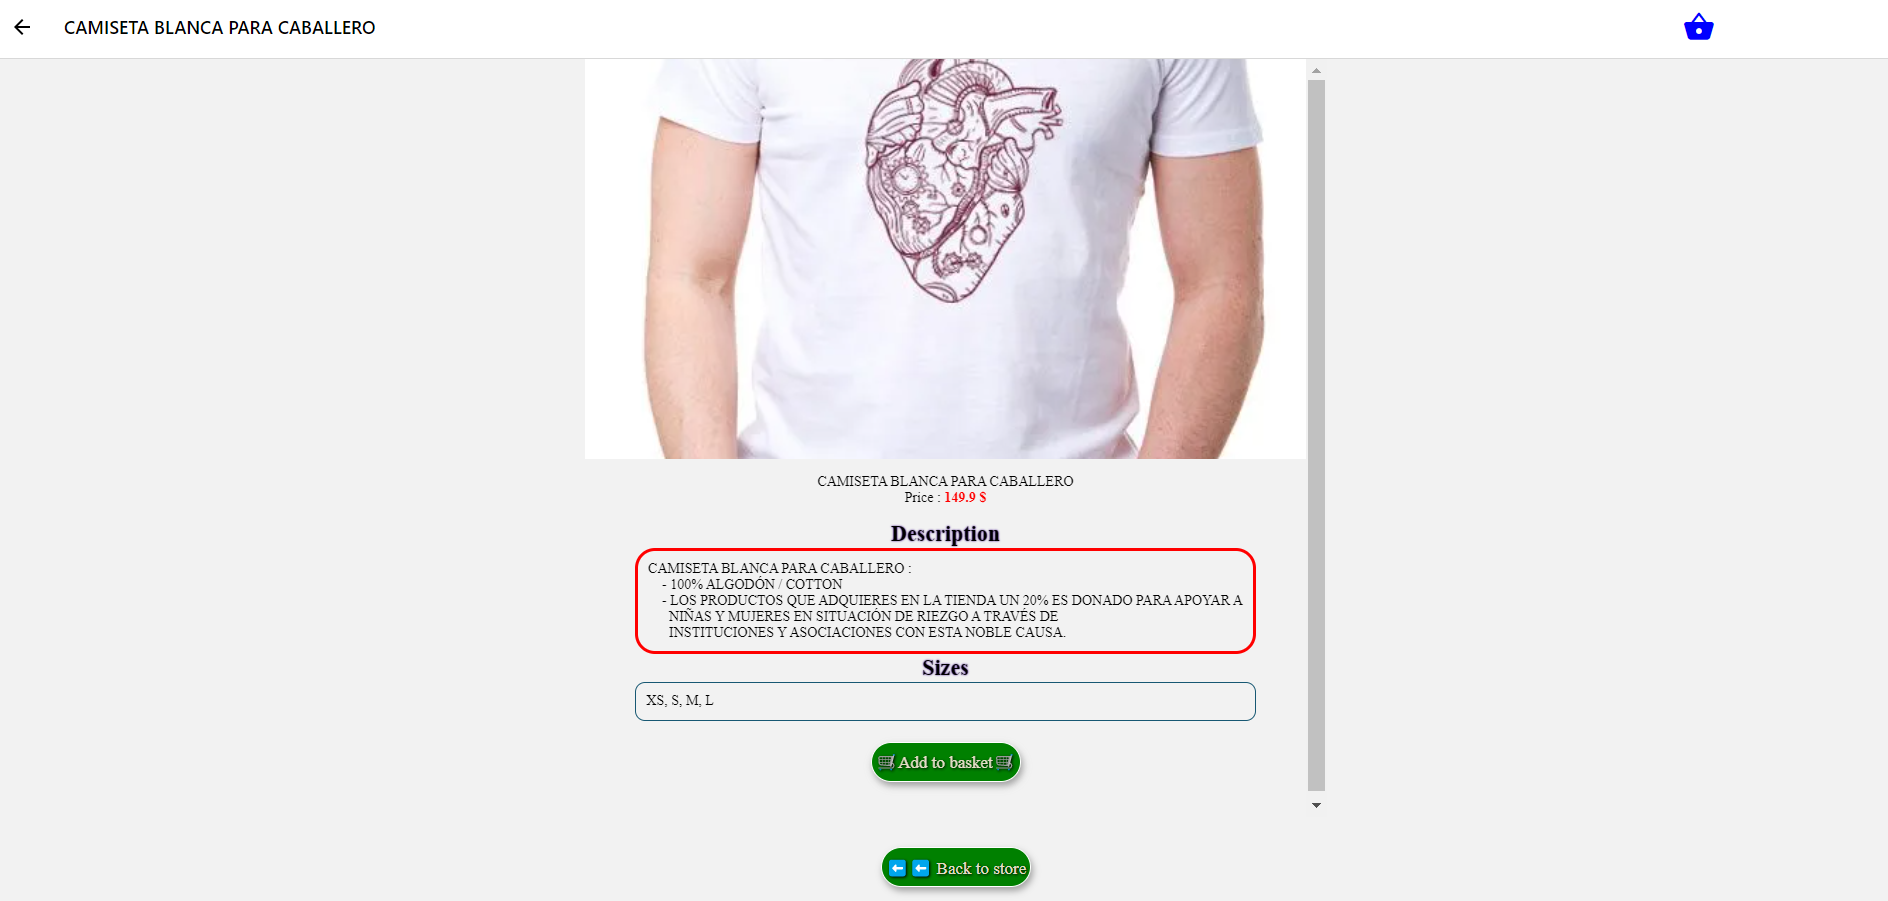 CAMISETA BLANCA PARA CABALLERO
CAMISETA BLANCA PARA CABALLERO
Price : 149.9 $
Description
CAMISETA BLANCA PARA CABALLERO :
- 100% ALGODÓN / COTTON
- LOS PRODUCTOS QUE ADQUIERES EN LA TIENDA UN 20% ES DONADO PARA APOYAR A
NIÑAS Y MUJERES EN SITUACIÓN DE RIEZGO A TRAVÉS DE
INSTITUCIONES Y ASOCIACIONES CON ESTA NOBLE CAUSA.
Sizes
XS, S, M, L
Add to basket
Back to store